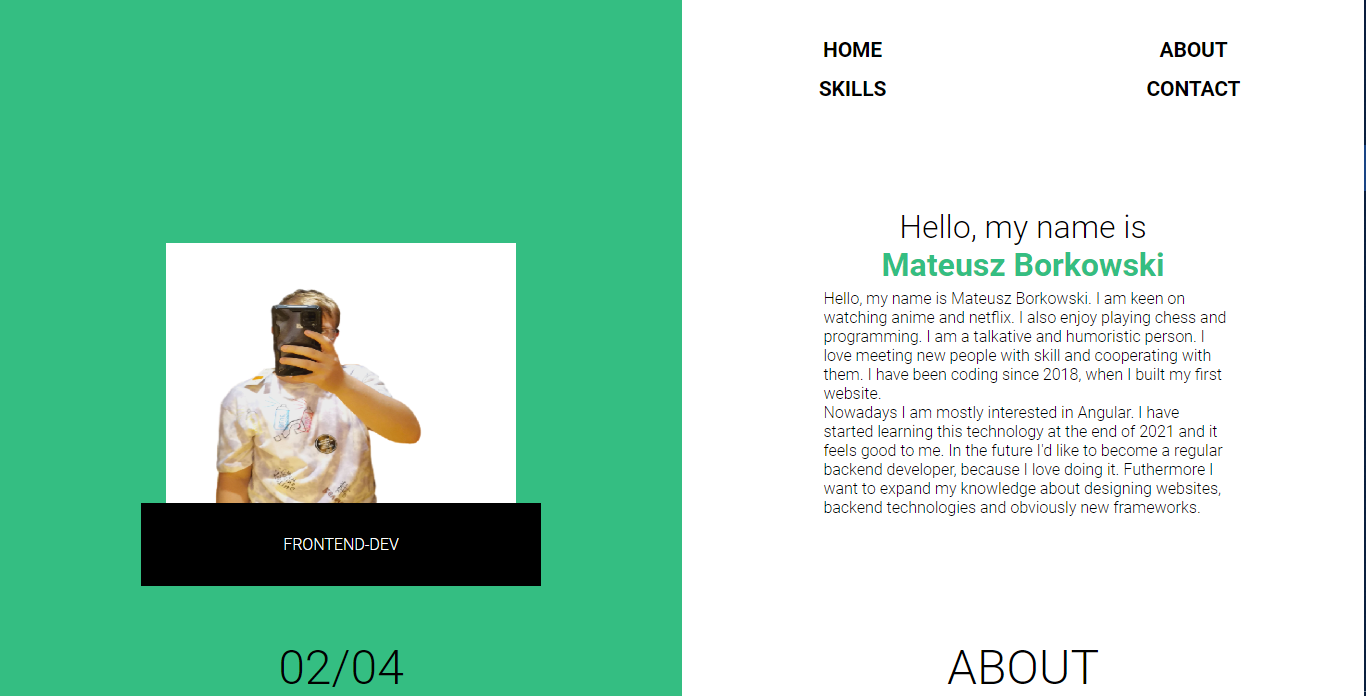 HOME
ABOUT
SKILLS
CONTACT
Hello, my name is
Mateusz Borkowski
Hello, my name is Mateusz Borkowski. I am keen on
watching anime and netflix. I also enjoy playing chess and
programming. I am a talkative and humoristic person. I
love meeting new people with skill and cooperating with
them. I have been coding since 2018, when I built my first
website.
Nowadays I am mostly interested in Angular. I have
started learning this technology at the end of 2021 and it
feels good to me. In the future I'd like to become a regular
backend developer, because I love doing it. Futhermore I
want to expand my knowledge about designing websites,
backend technologies and obviously new frameworks.
FRONTEND-DEV
02/04
ABOUT